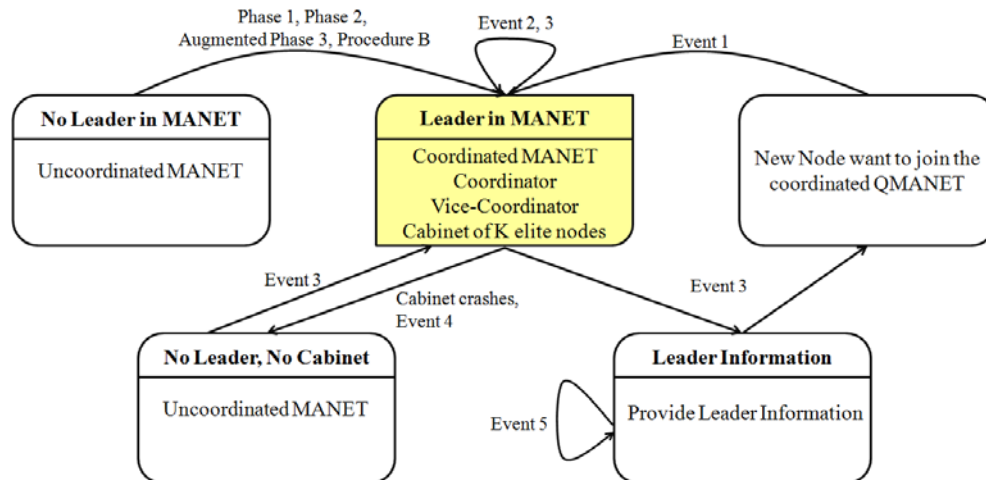 Phase 1, Phase 2,
Augmented Phase 3, Procedure B
Event 2, 3
Event 1
No Leader in MANET
Uncoordinated MANET
Leader in MANET
Coordinated MANET
Coordinator
Vice-Coordinator
Cabinet of K elite nodes
New Node want to join the
coordinated QMANET
Event 3
Cabinet crashes,
Event 4
Event 3
No Leader, No Cabinet
Uncoordinated MANET
Leader Information
Provide Leader Information
Event 5